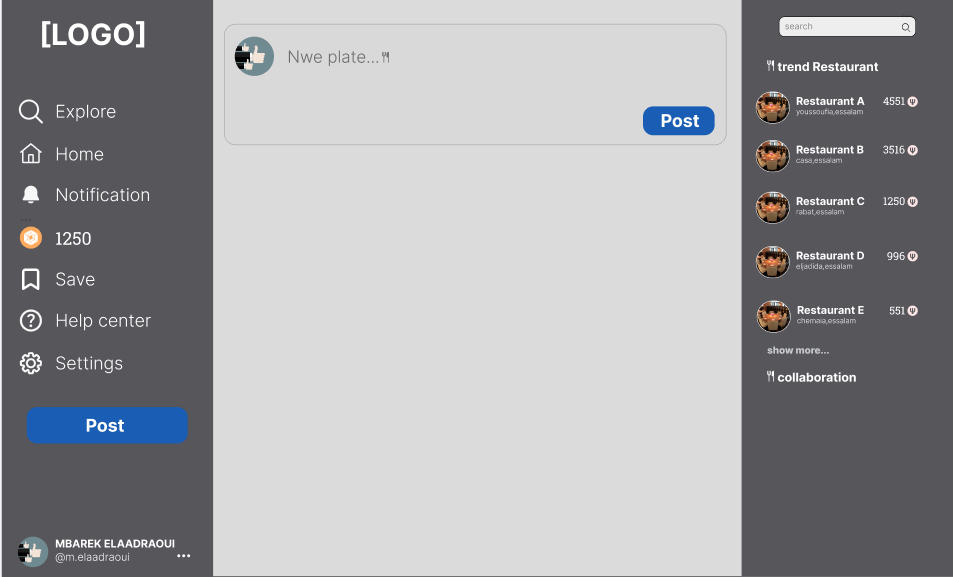 [LOGO]
Explore
Home
Notification
1250
Save
Help center
Settings
Post
MBAREK ELAADRAOUI
@m.elaadraoui
...
Nwe plate...
Post
search
trend Restaurant
Restaurant A 4551
youssoufia,essalam
Restaurant B 3516
casa,essalam
Restaurant C 1250
rabat,essalam
Restaurant D 996
eljadida,essalam
Restaurant E 551
chemaia,essalam
show more...
collaboration